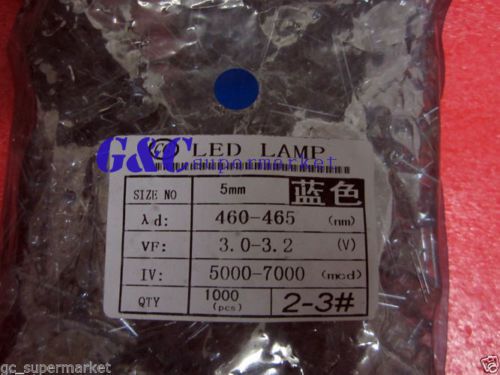 LED LAMP
G&C supermarket
SIZE NO 5mm 蓝色
λd: 460-465 (nm)
VF: 3.0-3.2 (V)
IV: 5000-7000 (mcd)
QTY 1000 (pcs) 2-3#
gc_supermarket